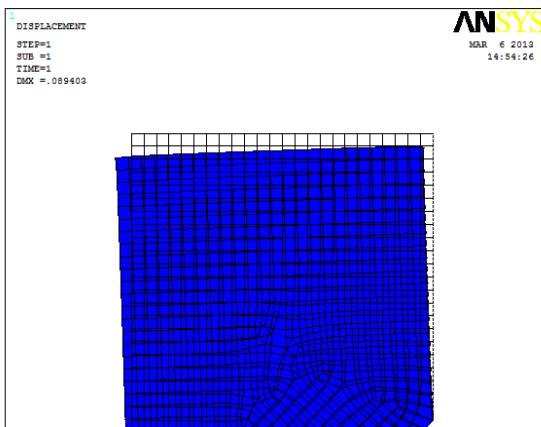 1
DISPLACEMENT
STEP=1
SUB =1
TIME=1
DMX =.089403
ANSYS
MAR  6 2013
14:54:26